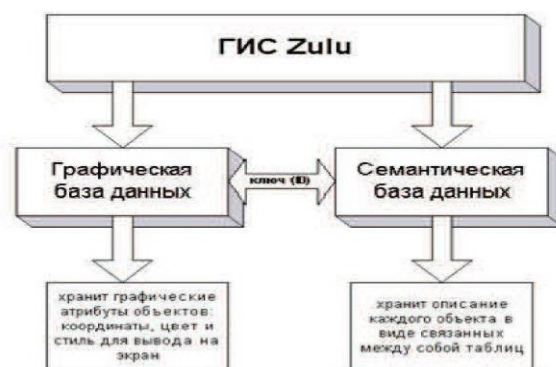 ГИС Zulu
Графическая
база данных
ключ (ID)
Семантическая
база данных
хранит графические
атрибуты объектов:
координаты, цвет и
стиль для вывода на
экран
хранит описание
каждого объекта в
виде связанных
между собой таблиц